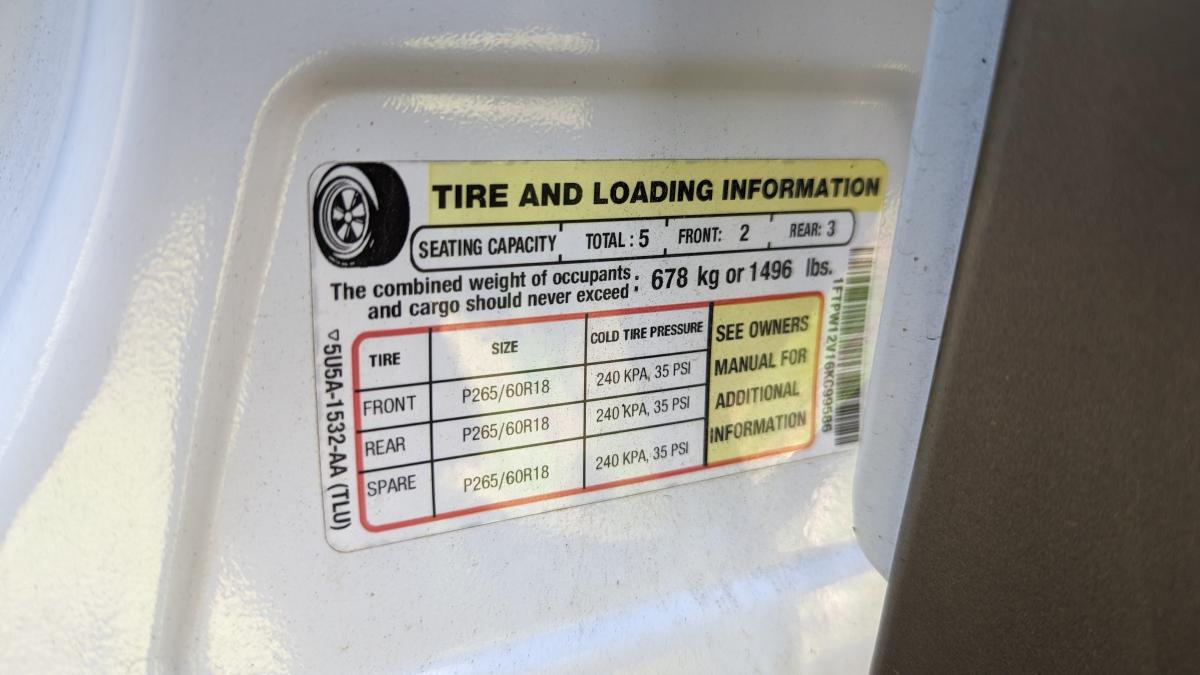 TIRE AND LOADING INFORMATION
SEATING CAPACITY TOTAL : 5 FRONT: 2 REAR: 3
The combined weight of occupants
and cargo should never exceed : 678 kg or 1496 lbs.
TIRE SIZE COLD TIRE PRESSURE
FRONT P265/60R18 240 KPA, 35 PSI
REAR P265/60R18 240 KPA, 35 PSI
SPARE P265/60R18 240 KPA, 35 PSI
SEE OWNERS
MANUAL FOR
ADDITIONAL
INFORMATION
5U5A-1532-AA (TLU)
1FTPW12V16KC99586